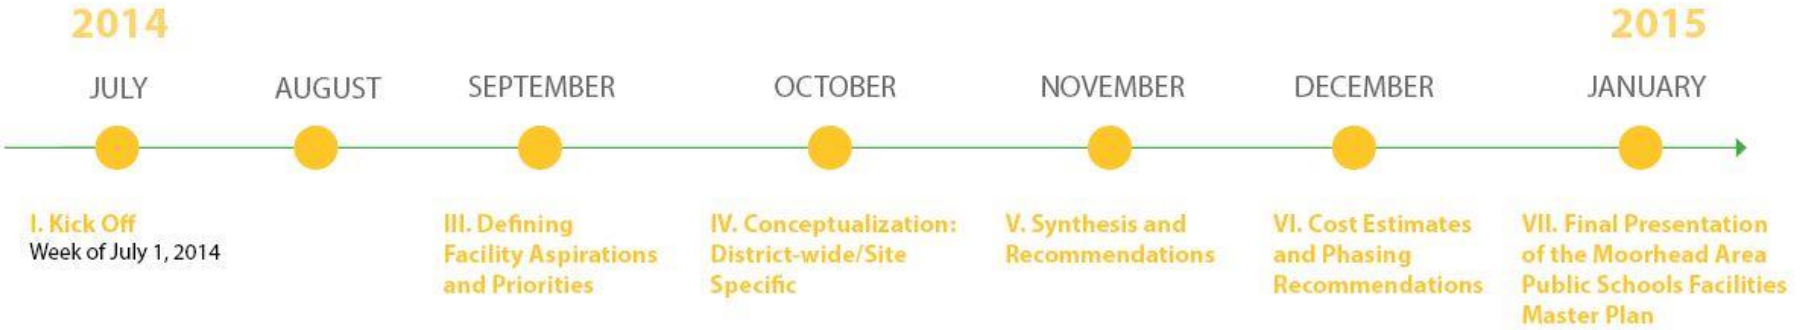 2014
2015
JULY
AUGUST
SEPTEMBER
OCTOBER
NOVEMBER
DECEMBER
JANUARY
I. Kick Off
Week of July 1, 2014
III. Defining
Facility Aspirations
and Priorities
IV. Conceptualization:
District-wide/Site
Specific
V. Synthesis and
Recommendations
VI. Cost Estimates
and Phasing
Recommendations
VII. Final Presentation
of the Moorhead Area
Public Schools Facilities
Master Plan